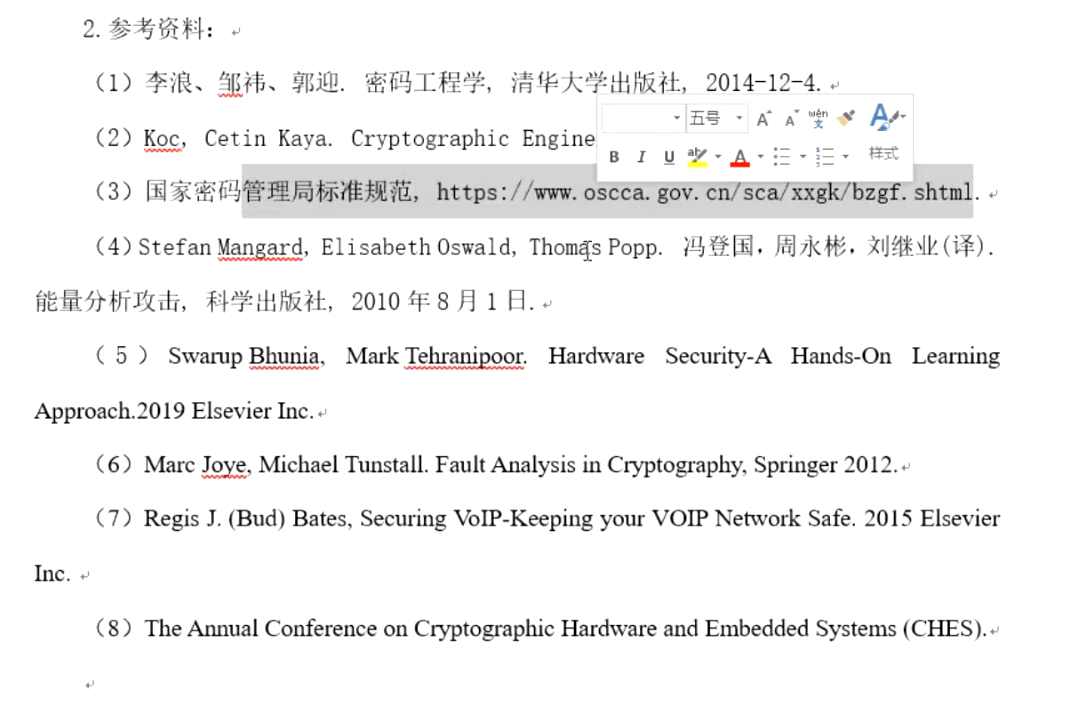 2. 参考资料：
（1）李浪、邹祎、郭迎. 密码工程学, 清华大学出版社, 2014-12-4.
五号
wén
文
（2）Koc, Cetin Kaya. Cryptographic Engine
B I U ab A 样式
（3）国家密码管理局标准规范, https://www.oscca.gov.cn/sca/xxgk/bzgf.shtml.
（4）Stefan Mangard, Elisabeth Oswald, Thomas Popp. 冯登国，周永彬，刘继业(译).
能量分析攻击, 科学出版社, 2010 年 8 月 1 日.
（5）Swarup Bhunia, Mark Tehranipoor. Hardware Security-A Hands-On Learning
Approach.2019 Elsevier Inc.
（6）Marc Joye, Michael Tunstall. Fault Analysis in Cryptography, Springer 2012.
（7）Regis J. (Bud) Bates, Securing VoIP-Keeping your VOIP Network Safe. 2015 Elsevier
Inc.
（8）The Annual Conference on Cryptographic Hardware and Embedded Systems (CHES).